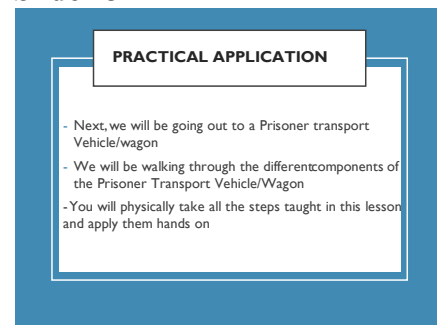 PRACTICAL APPLICATION
- Next, we will be going out to a Prisoner transport
Vehicle/wagon
- We will be walking through the different components of
the Prisoner Transport Vehicle/Wagon
- You will physically take all the steps taught in this lesson
and apply them hands on